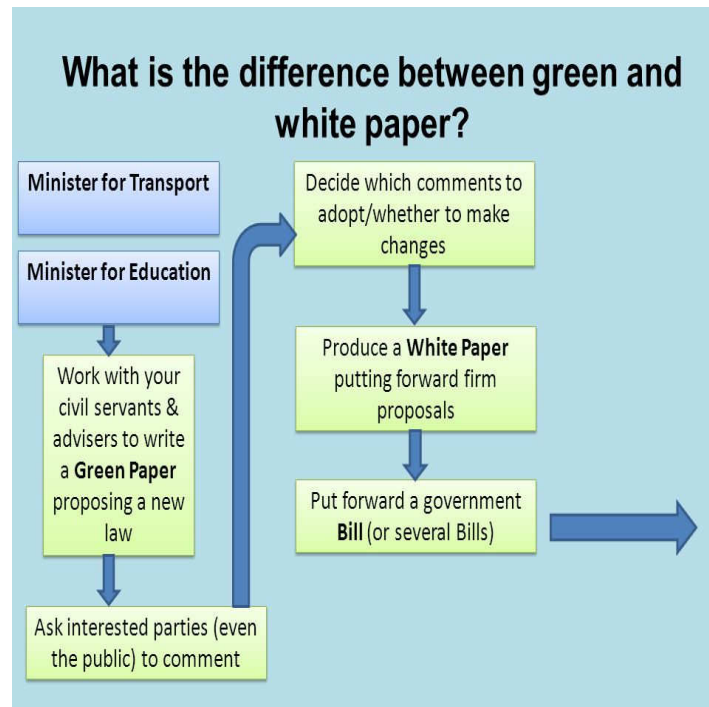 What is the difference between green and
white paper?
Minister for Transport
Minister for Education
Work with your
civil servants &
advisers to write
a Green Paper
proposing a new
law
Ask interested parties (even
the public) to comment
Decide which comments to
adopt/whether to make
changes
Produce a White Paper
putting forward firm
proposals
Put forward a government
Bill (or several Bills)